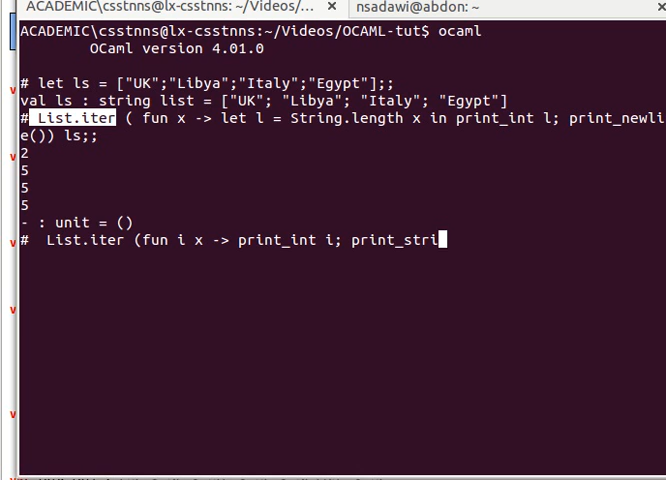 ACADEMIC\csstnns@lx-csstnns: ~/Videos/... ×
nsadawi@abdon: ~
ACADEMIC\csstnns@lx-csstnns:~/Videos/OCAML-tut$ ocaml
OCaml version 4.01.0
# let ls = ["UK";"Libya";"Italy";"Egypt"];;
val ls : string list = ["UK"; "Libya"; "Italy"; "Egypt"]
# List.iter ( fun x -> let l = String.length x in print_int l; print_newli
e()) ls;;
2
5
5
5
- : unit = ()
#  List.iter (fun i x -> print_int i; print_stri